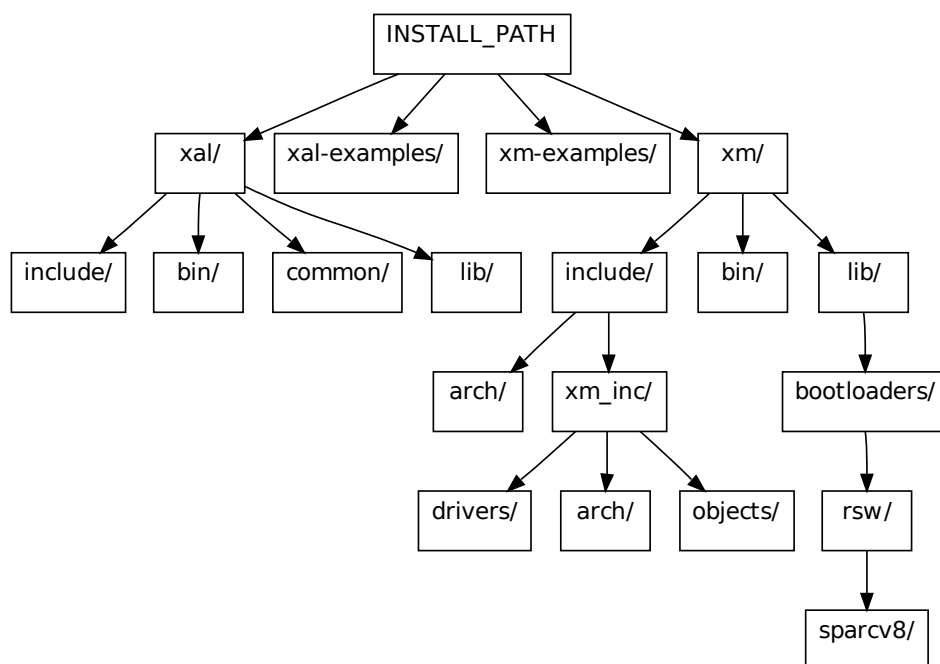 INSTALL_PATH
xal/
xal-examples/
xm-examples/
xm/
include/
bin/
common/
lib/
include/
bin/
lib/
arch/
xm_inc/
bootloaders/
drivers/
arch/
objects/
rsw/
sparcv8/